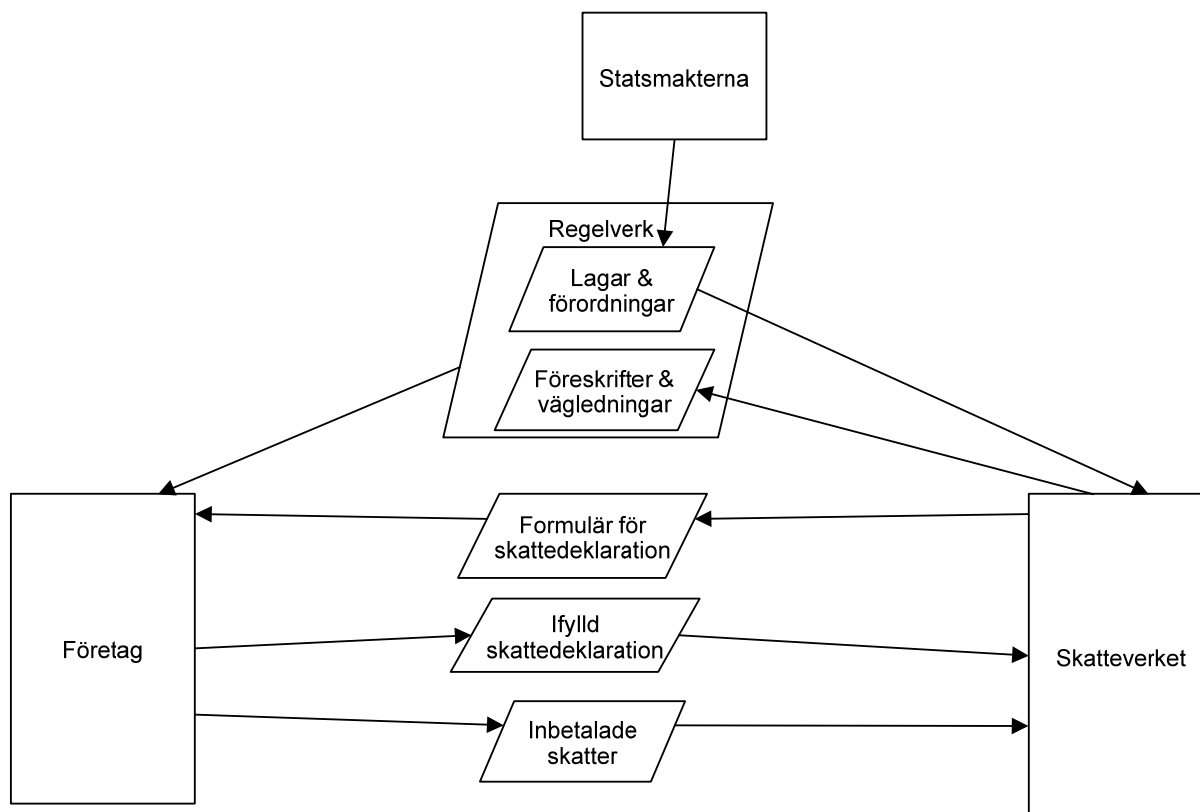 Statsmakterna
Regelverk
Lagar &
förordningar
Föreskrifter &
vägledningar
Formulär för
skattedeklaration
Företag
Ifylld
skattedeklaration
Skatteverket
Inbetalade
skatter